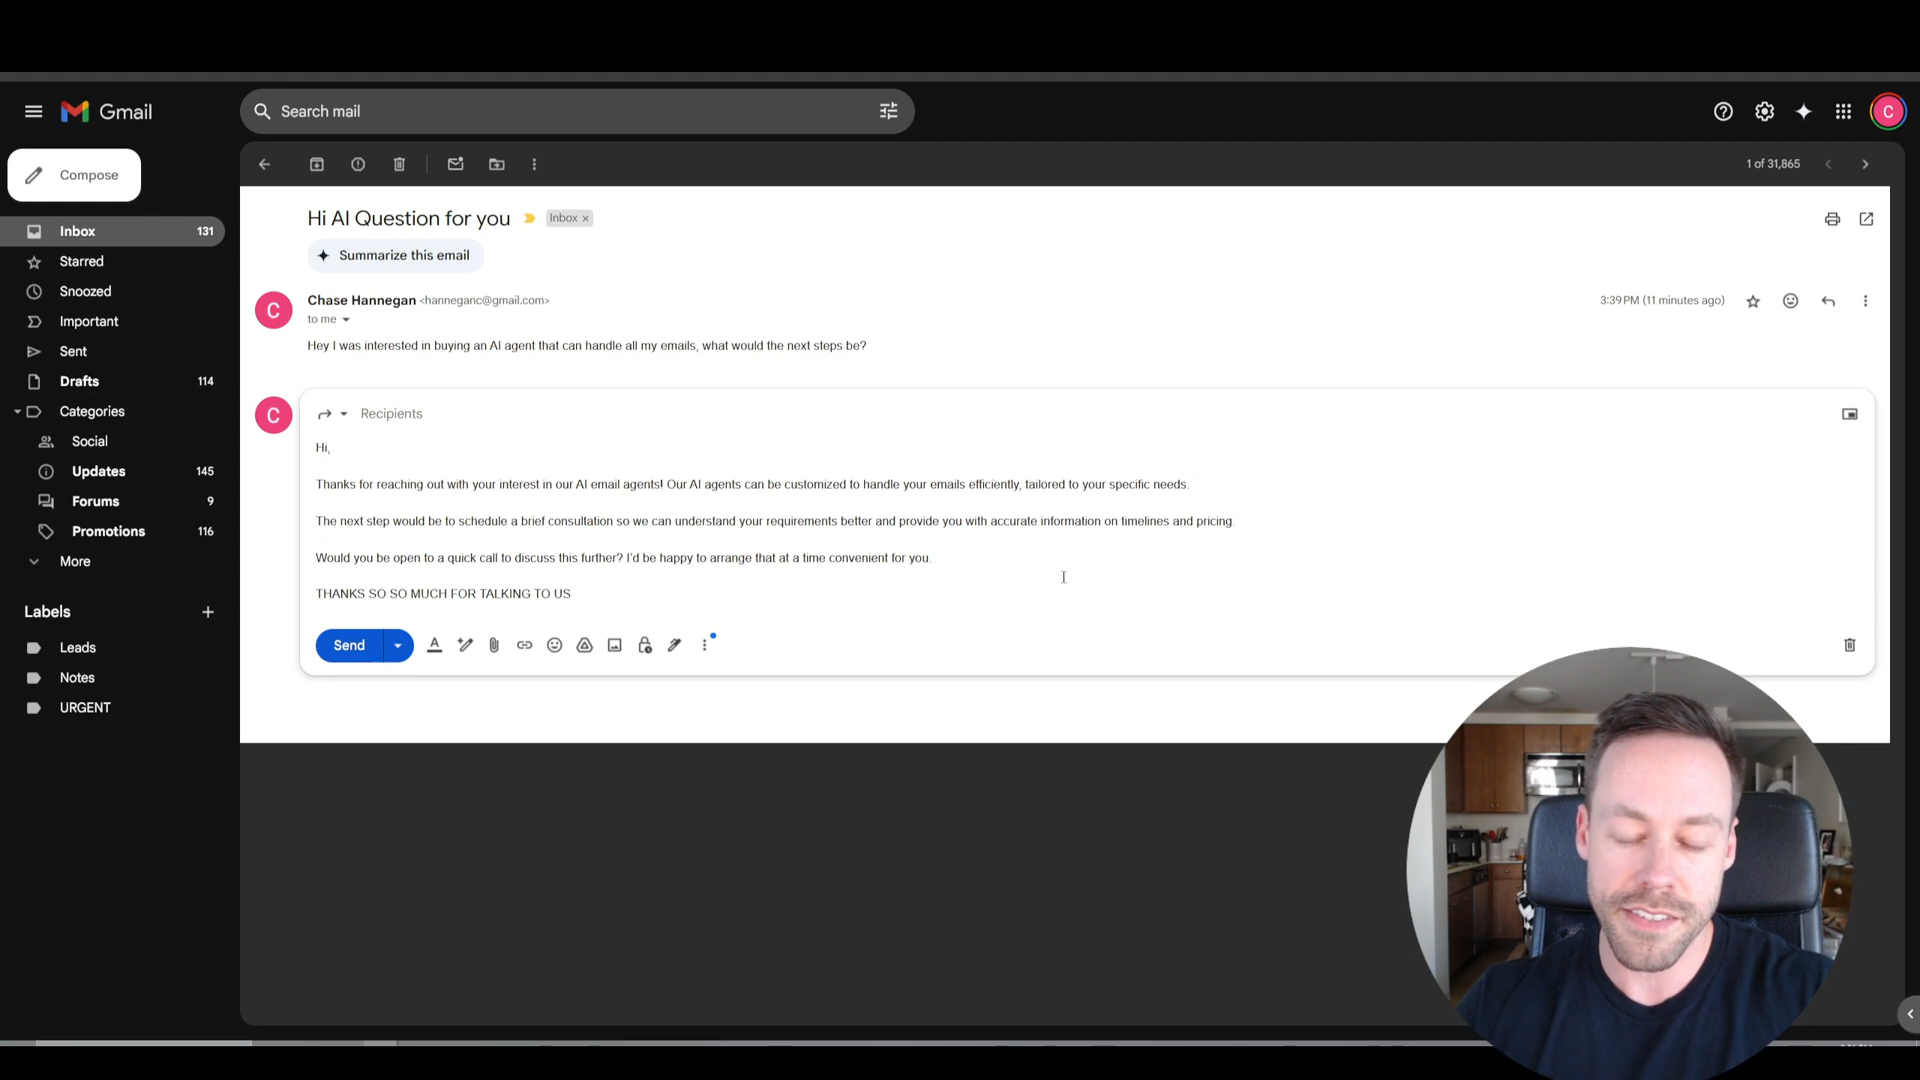 Gmail
Search mail
Compose
1 of 31,865
Inbox 131
Starred
Snoozed
Important
Sent
Drafts 114
Categories
Social
Updates 145
Forums 9
Promotions 116
More
Labels
Leads
Notes
URGENT
Hi AI Question for you Inbox ×
Summarize this email
C
Chase Hannegan <hanneganc@gmail.com>
3:39 PM (11 minutes ago)
to me
Hey I was interested in buying an AI agent that can handle all my emails, what would the next steps be?
C
Recipients
Hi,
Thanks for reaching out with your interest in our AI email agents! Our AI agents can be customized to handle your emails efficiently, tailored to your specific needs.
The next step would be to schedule a brief consultation so we can understand your requirements better and provide you with accurate information on timelines and pricing.
Would you be open to a quick call to discuss this further? I'd be happy to arrange that at a time convenient for you.
THANKS SO SO MUCH FOR TALKING TO US
Send
C